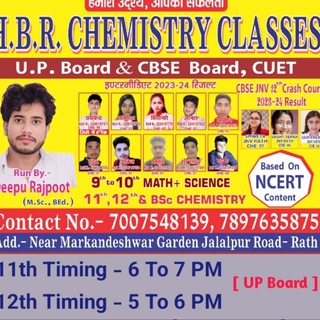 हमारा उद्देश्य, आपकी सफलता
H.B.R. CHEMISTRY CLASSES
U.P. Board & CBSE Board, CUET
इण्टरमीडिएट 2023-24 रिजल्ट
CBSE JNV 12th Crash Cour
2023-24 Result
Run By.-
Deepu Rajpoot
(M.Sc., BEd.)
9th to 10th MATH+ SCIENCE
11th, 12th & BSc CHEMISTRY
Based On
NCERT
Content
Contact No.- 7007548139, 7897635875
Add.- Near Markandeshwar Garden Jalalpur Road- Rath
11th Timing - 6 To 7 PM
[ UP Board ]
12th Timing - 5 To 6 PM